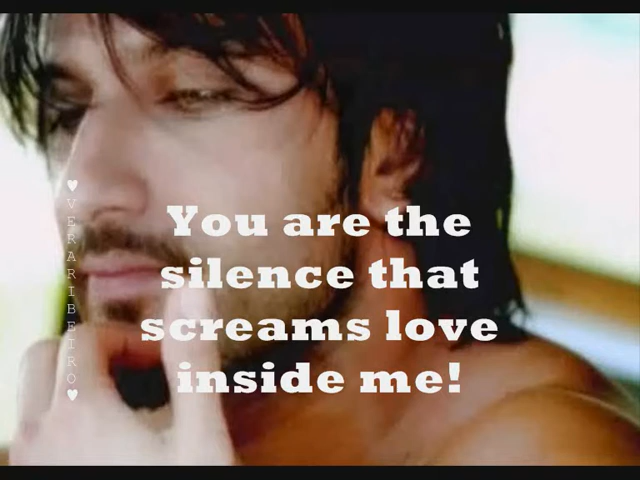 You are the
silence that
screams love
inside me!
♥VERARIBEIRO♥